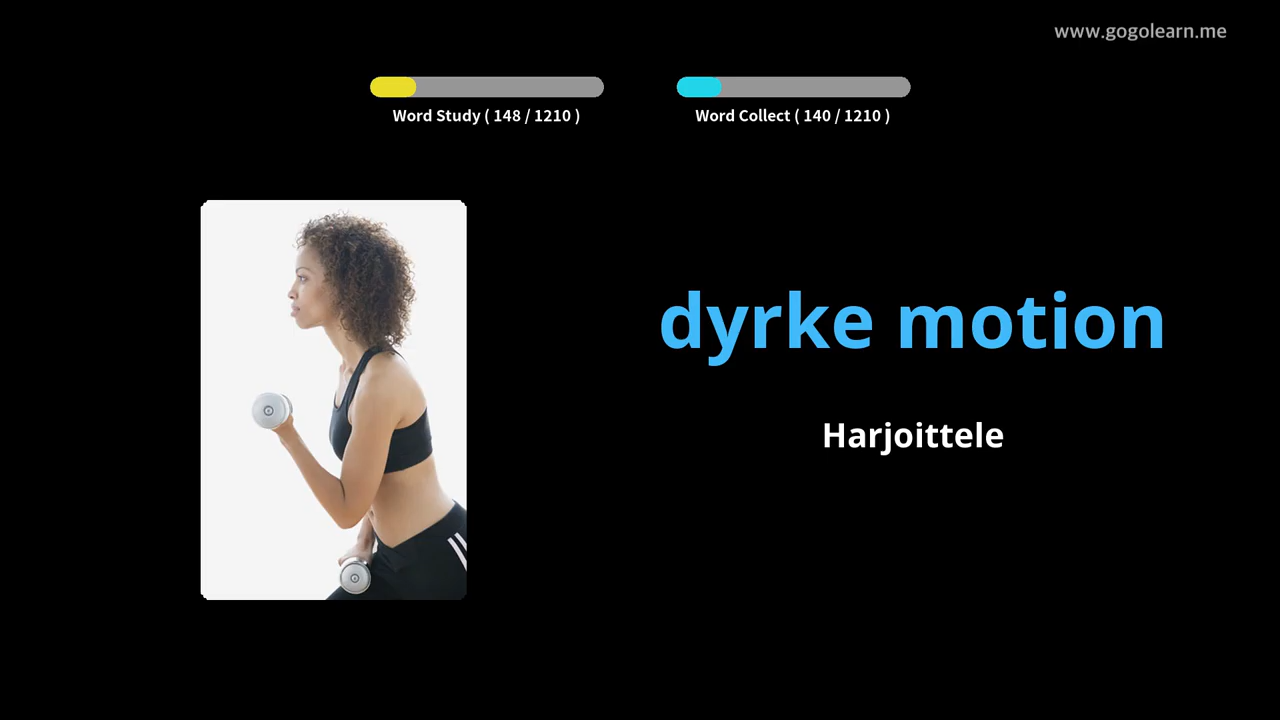 www.gogolearn.me
Word Study ( 148 / 1210 )
Word Collect ( 140 / 1210 )
dyrke motion
Harjoittele